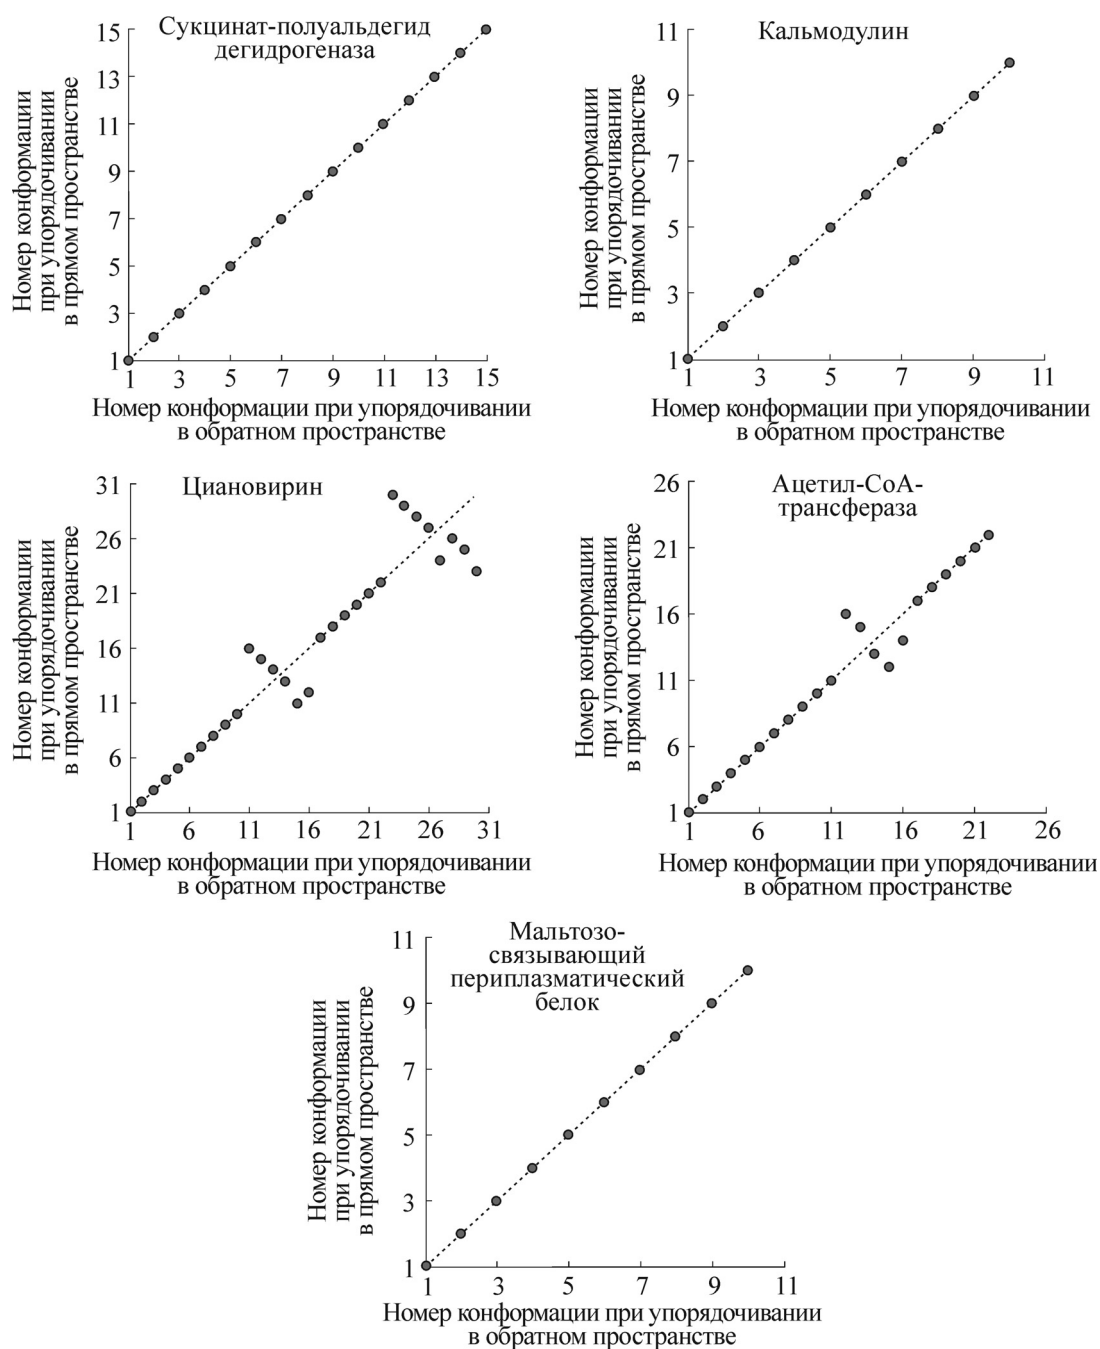 Сукцинат-полуальдегид
дегидрогеназа
15
13
11
9
7
5
3
1
Номер конформации
при упорядочивании
в прямом пространстве
1 3 5 7 9 11 13 15
Номер конформации при упорядочивании
в обратном пространстве
Кальмодулин
11
9
7
5
3
1
Номер конформации
при упорядочивании
в прямом пространстве
1 3 5 7 9 11
Номер конформации при упорядочивании
в обратном пространстве
Циановирин
31
26
21
16
11
6
1
Номер конформации
при упорядочивании
в прямом пространстве
1 6 11 16 21 26 31
Номер конформации при упорядочивании
в обратном пространстве
Ацетил-СоА-
трансфераза
26
21
16
11
6
1
Номер конформации
при упорядочивании
в прямом пространстве
1 6 11 16 21 26
Номер конформации при упорядочивании
в обратном пространстве
Мальтозо-
связывающий
периплазматический
белок
11
9
7
5
3
1
Номер конформации
при упорядочивании
в прямом пространстве
1 3 5 7 9 11
Номер конформации при упорядочивании
в обратном пространстве